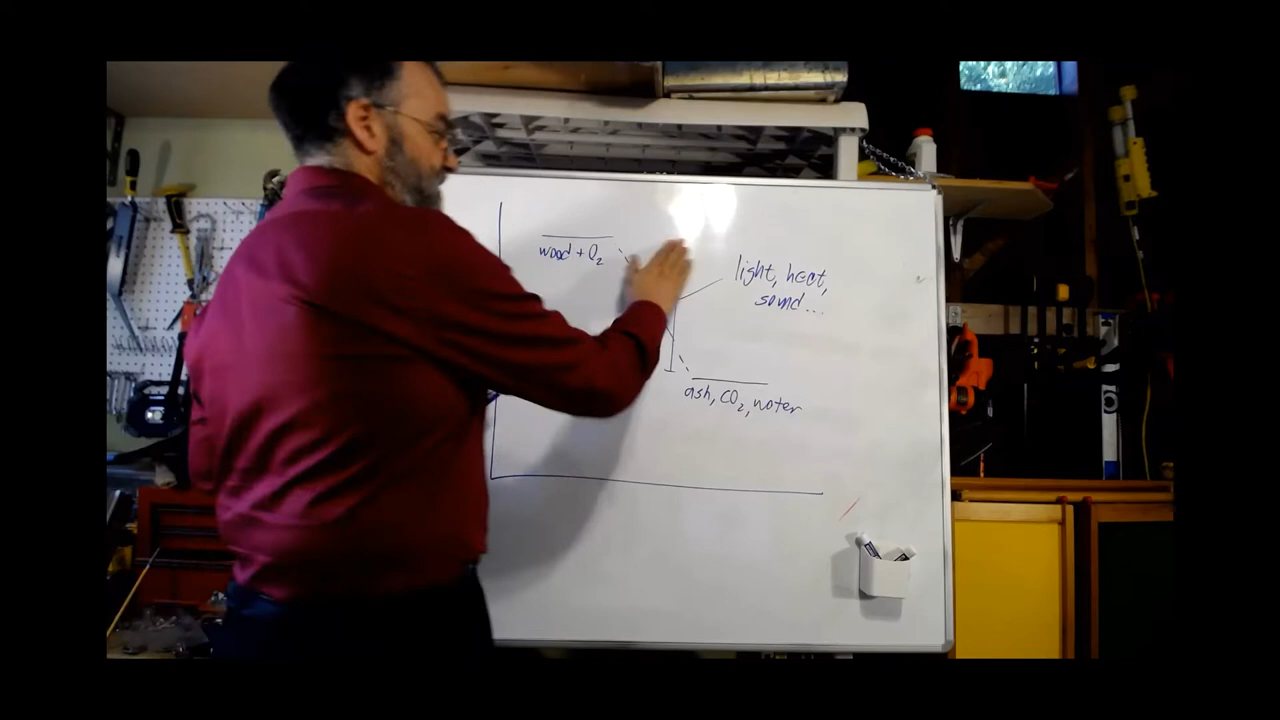 wood + O₂
light, heat,
sound...
ash, CO₂, water